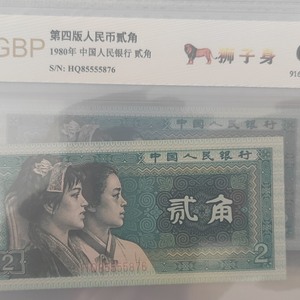 GBP
第四版人民币贰角
1980年 中国人民银行 贰角
S/N: HQ85555876
狮子身
916
中国人民银行
贰角
2
2